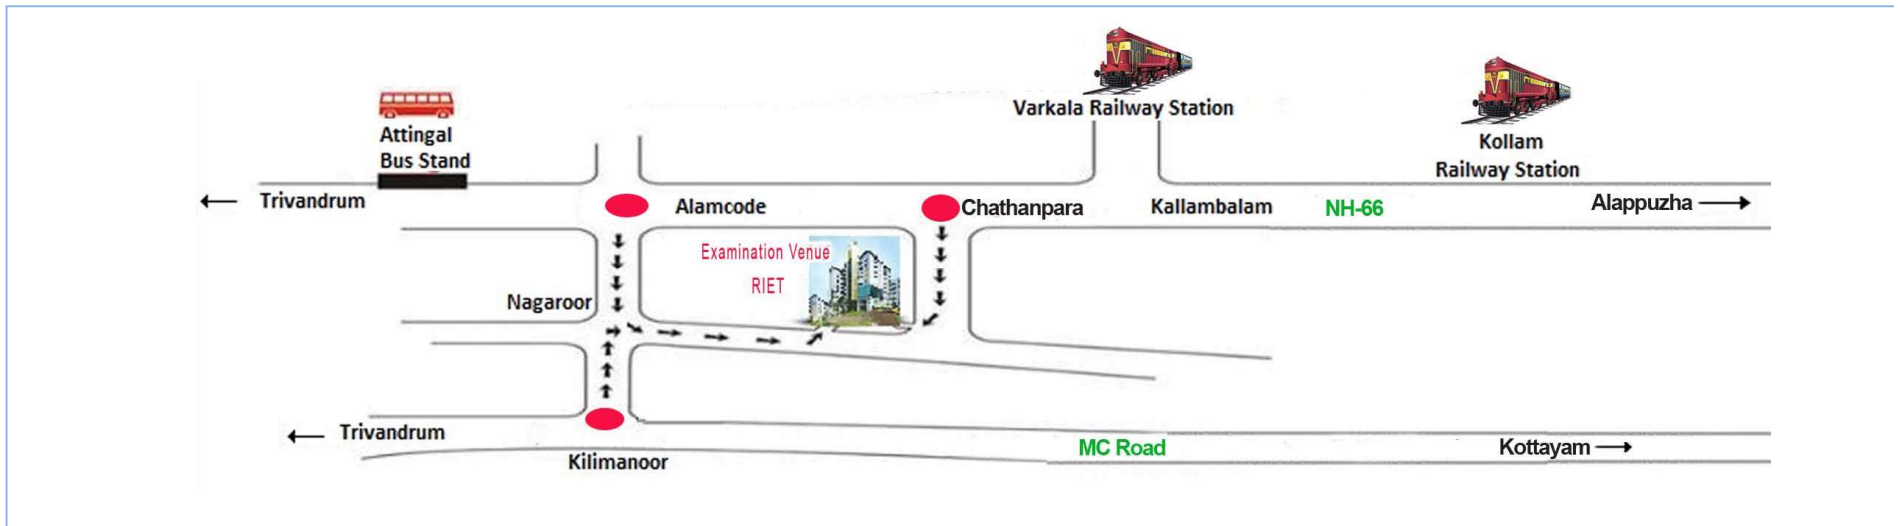 Varkala Railway Station
Attingal
Bus Stand
Kollam
Railway Station
Trivandrum
Alamcode
Chathanpara
Kallambalam
NH-66
Alappuzha
Examination Venue
RIET
Nagaroor
Trivandrum
MC Road
Kottayam
Kilimanoor